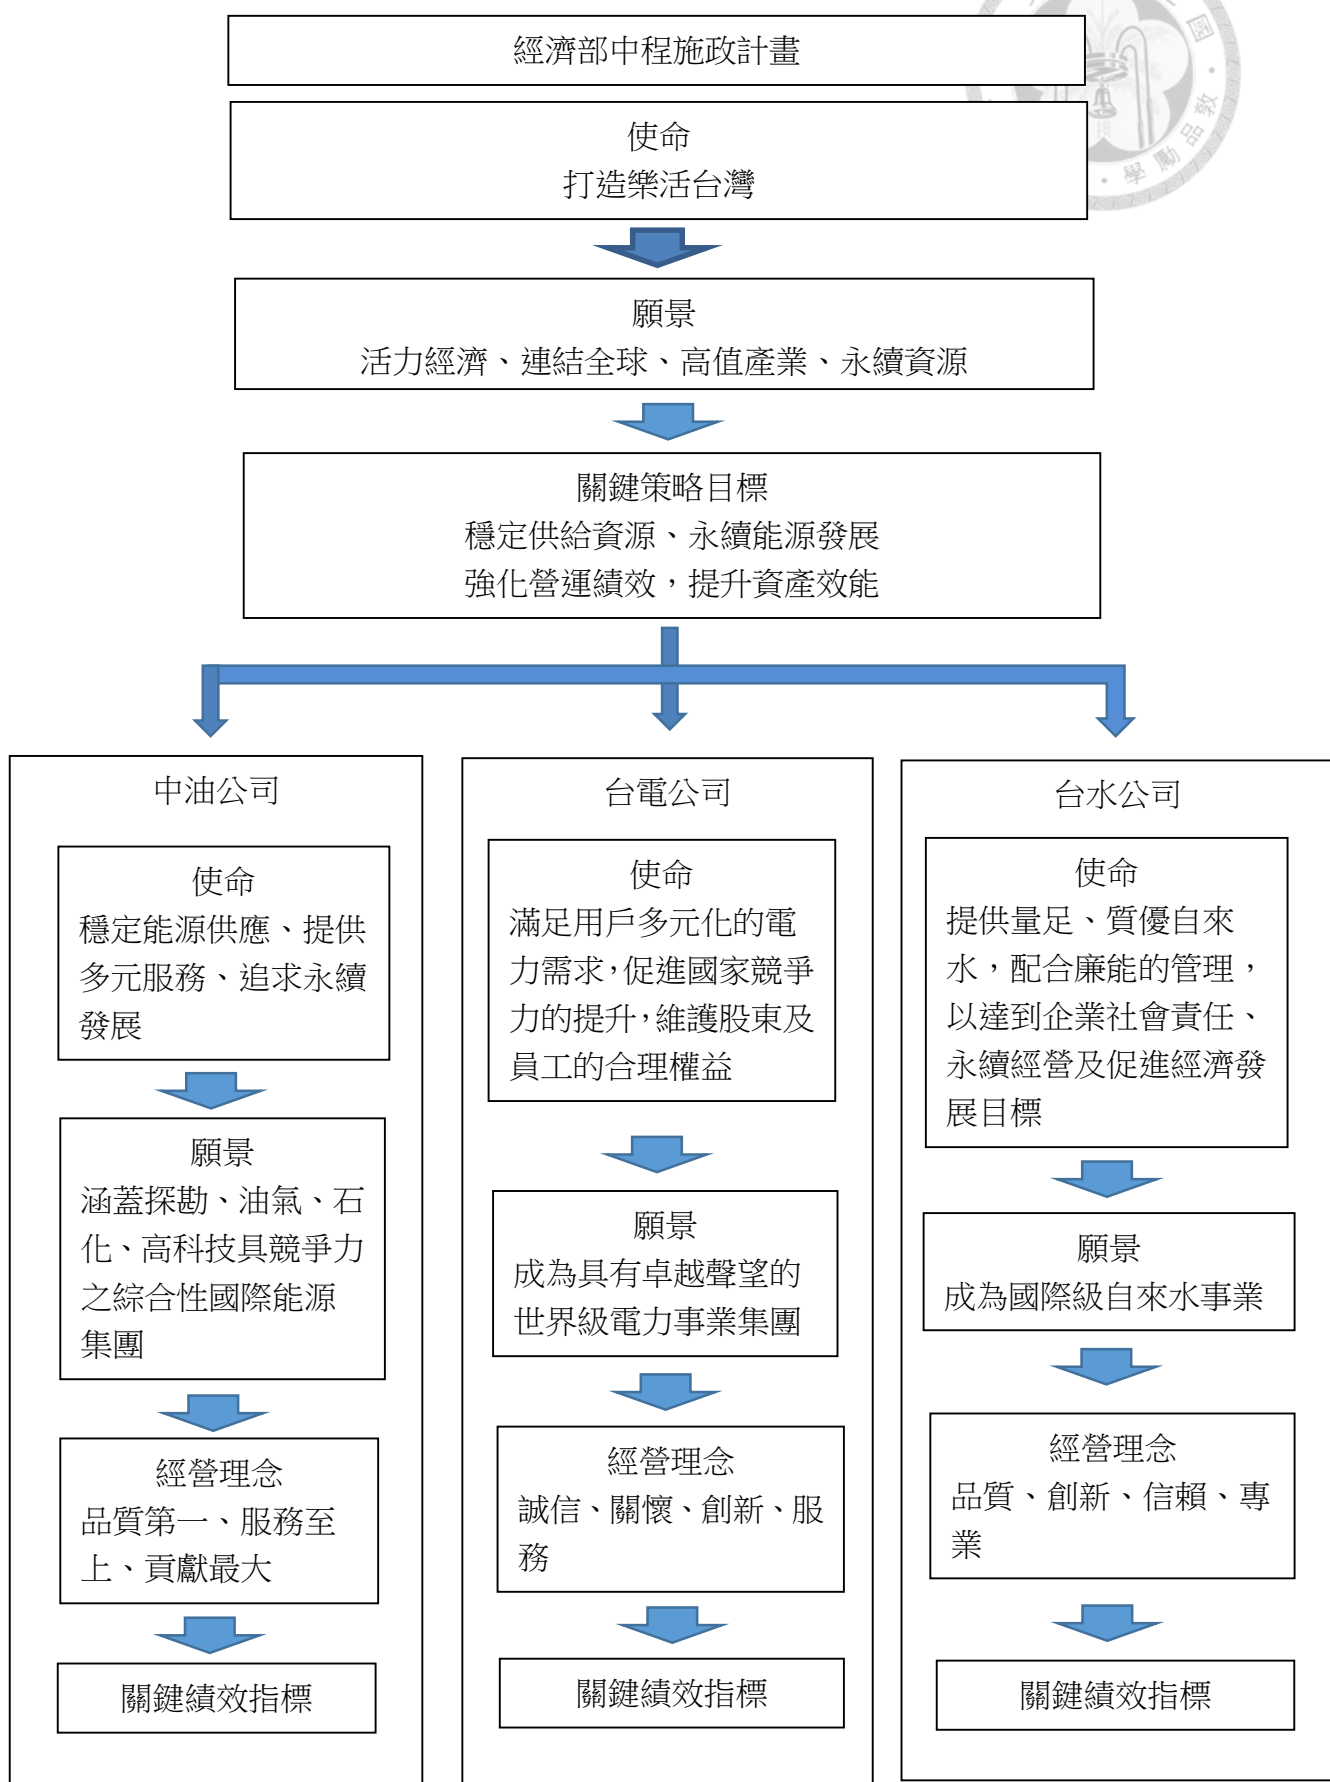 經濟部中程施政計畫
使命
打造樂活台灣
願景
活力經濟、連結全球、高值產業、永續資源
關鍵策略目標
穩定供給資源、永續能源發展
強化營運績效，提升資產效能
中油公司
使命
穩定能源供應、提供
多元服務、追求永續
發展
願景
涵蓋探勘、油氣、石
化、高科技具競爭力
之綜合性國際能源
集團
經營理念
品質第一、服務至
上、貢獻最大
關鍵績效指標
台電公司
使命
滿足用戶多元化的電
力需求，促進國家競爭
力的提升，維護股東及
員工的合理權益
願景
成為具有卓越聲望的
世界級電力事業集團
經營理念
誠信、關懷、創新、服
務
關鍵績效指標
台水公司
使命
提供量足、質優自來
水，配合廉能的管理，
以達到企業社會責任、
永續經營及促進經濟發
展目標
願景
成為國際級自來水事業
經營理念
品質、創新、信賴、專
業
關鍵績效指標
國
敦
品
勵
學